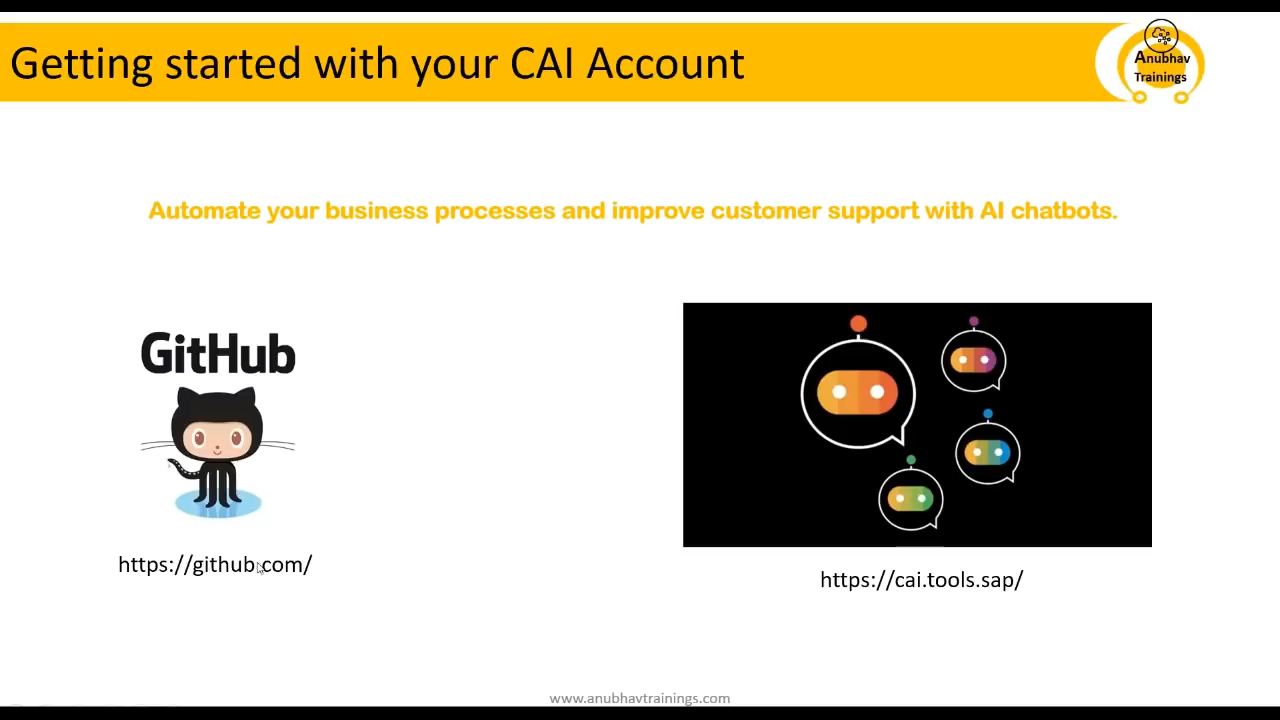 Getting started with your CAI Account
Anubhav
Trainings
Automate your business processes and improve customer support with AI chatbots.
GitHub
https://github.com/
https://cai.tools.sap/
www.anubhavtrainings.com